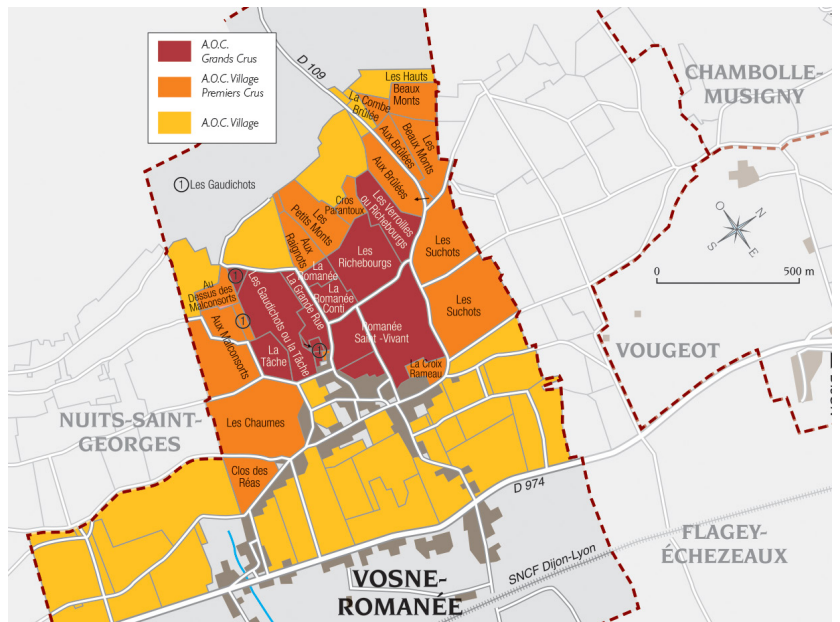 A.O.C.
Grands Crus
A.O.C. Village
Premiers Crus
A.O.C. Village
D 109
Les Hauts
Beaux
Monts
La Combe
Brûlée
Les
Beaux Monts
Aux Brûlées
Aux Brûlées
CHAMBOLLE-
MUSIGNY
1 Les Gaudichots
Cros
Parantoux
Les Verroilles
ou Richebourgs
Les
Petits Monts
Aux
Raignots
Les
Richebourgs
Les
Suchots
N
O
E
S
0
500 m
Au
Dessus des
Malconsorts
1
1
1
Les Gaudichots ou la Tâche
La Grande Rue
La
Romanée
La
Romanée
Conti
Les
Suchots
Aux Malconsorts
La
Tâche
Romanée
Saint -Vivant
La Croix
Rameau
VOUGEOT
NUITS-SAINT-
GEORGES
Les Chaumes
Clos des
Réas
D 974
FLAGEY-
ÉCHEZEAUX
SNCF Dijon-Lyon
VOSNE-
ROMANÉE